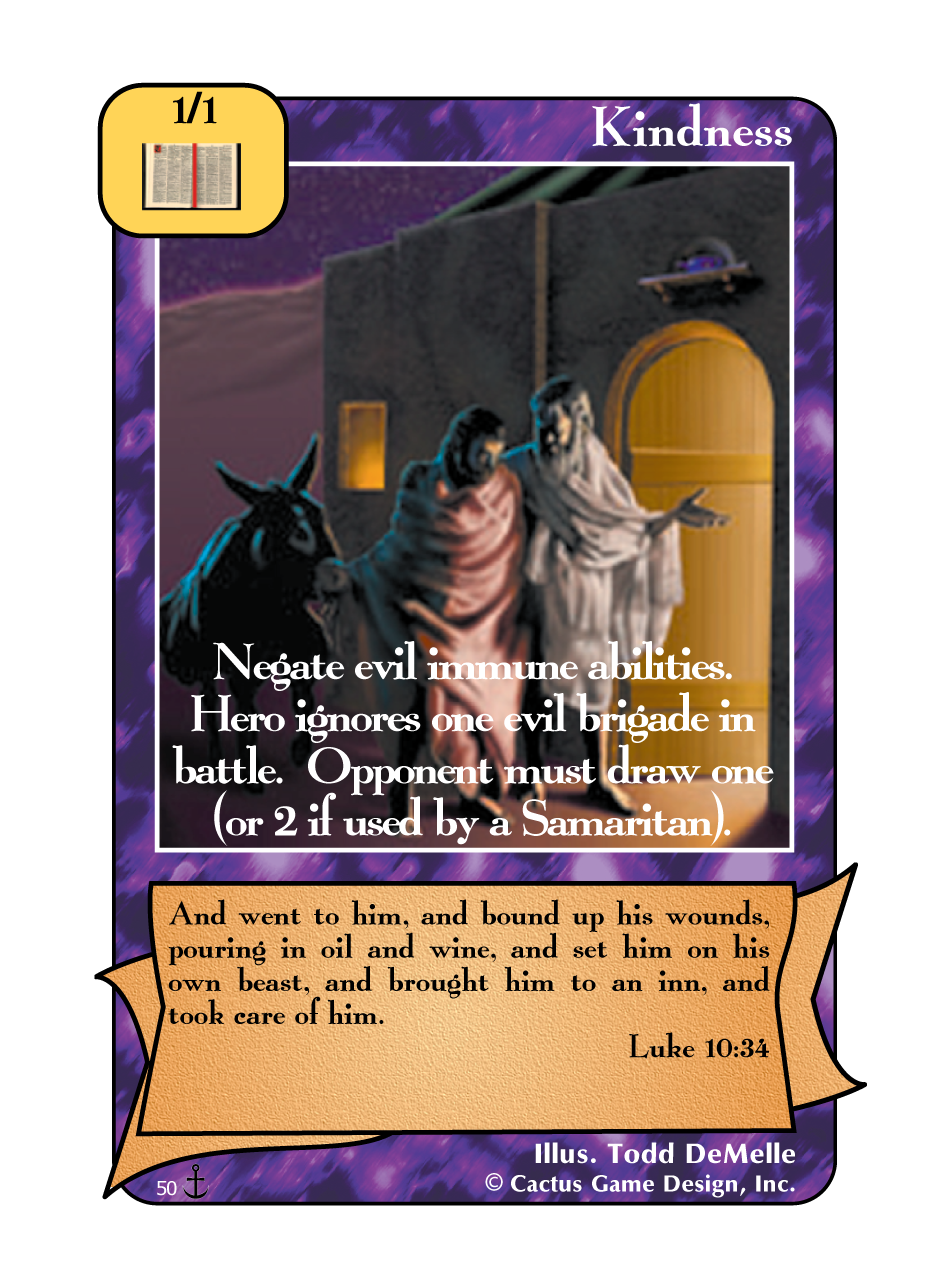 1/1
Kindness
Negate evil immune abilities.
Hero ignores one evil brigade in
battle. Opponent must draw one
(or 2 if used by a Samaritan).
And went to him, and bound up his wounds,
pouring in oil and wine, and set him on his
own beast, and brought him to an inn, and
took care of him.
Luke 10:34
Illus. Todd DeMelle
50
© Cactus Game Design, Inc.